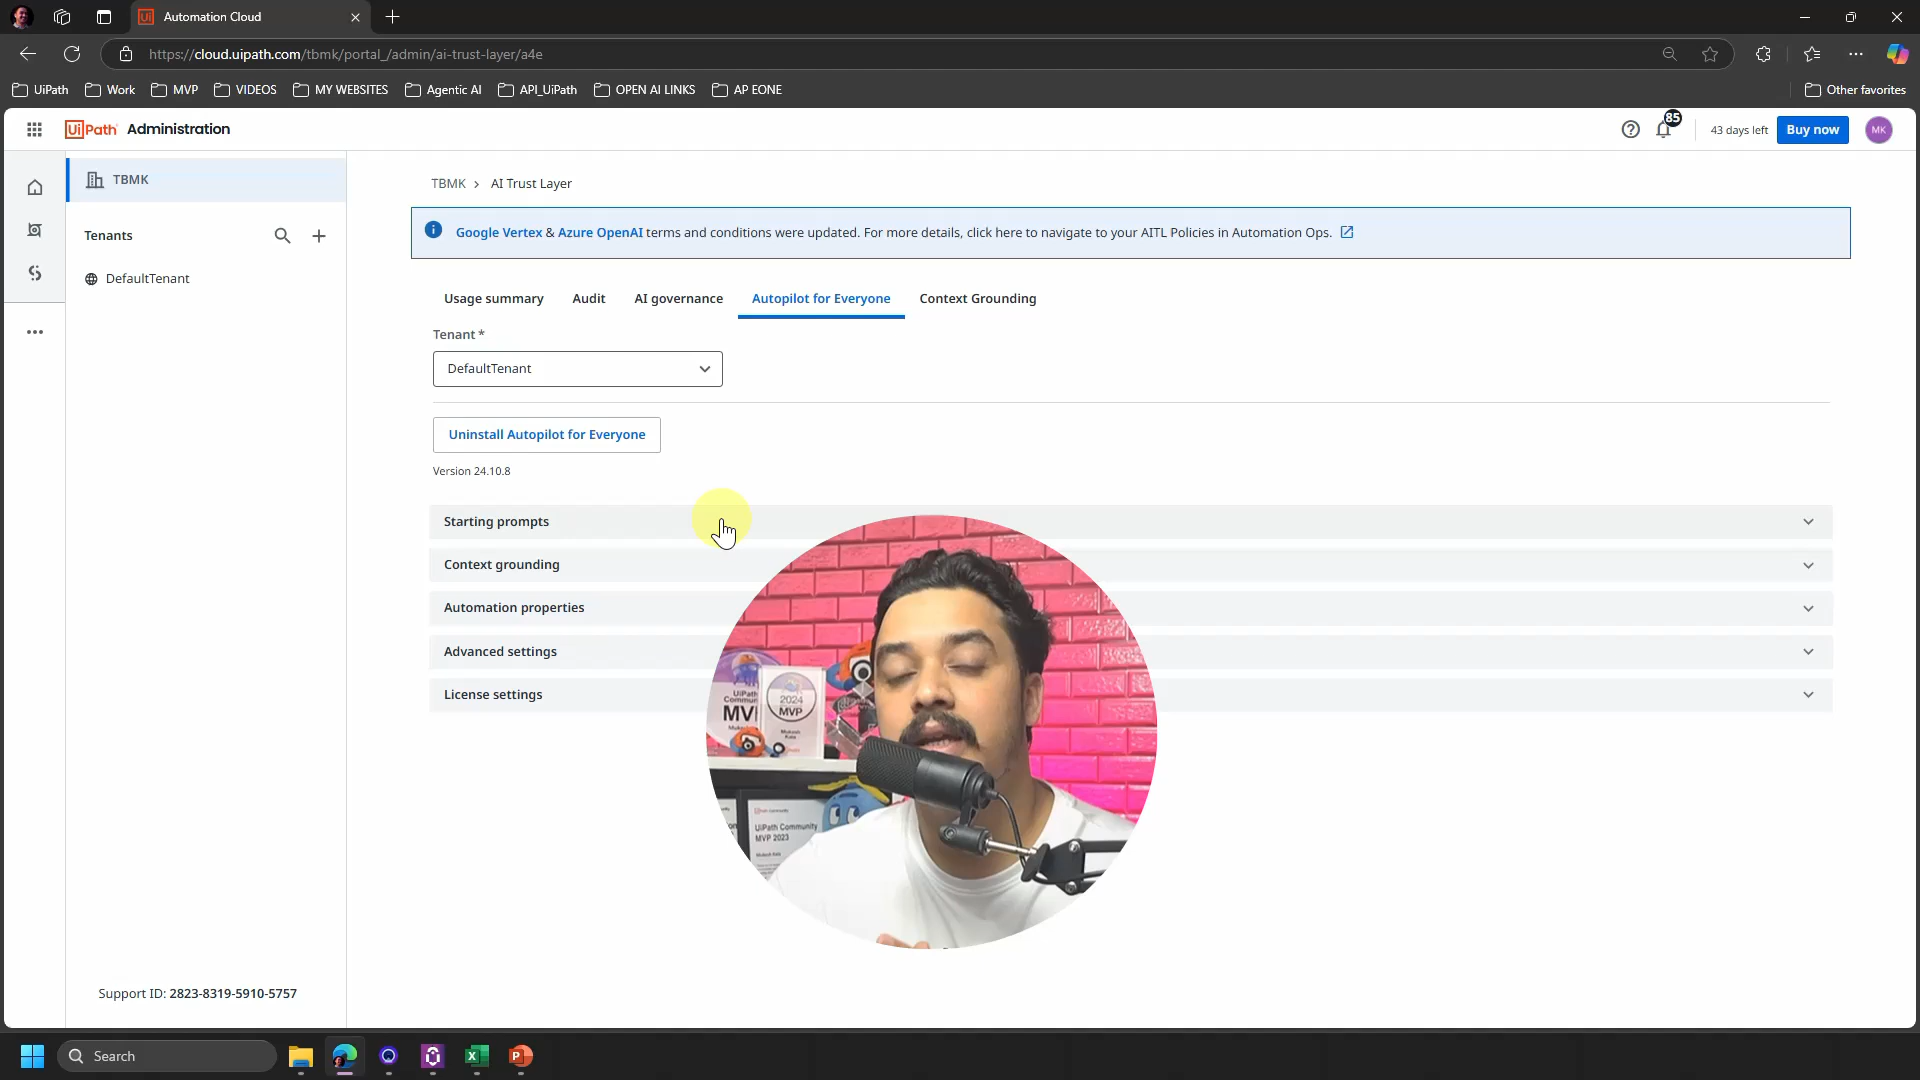 Automation Cloud
https://cloud.uipath.com/tbmk/portal_/admin/ai-trust-layer/a4e
UiPath
Work
MVP
VIDEOS
MY WEBSITES
Agentic AI
API_UiPath
OPEN AI LINKS
AP EONE
Other favorites
UiPath Administration
85
43 days left
Buy now
MK
TBMK
TBMK > AI Trust Layer
Google Vertex & Azure OpenAI terms and conditions were updated. For more details, click here to navigate to your AITL Policies in Automation Ops.
Tenants
DefaultTenant
Usage summary
Audit
AI governance
Autopilot for Everyone
Context Grounding
Tenant *
DefaultTenant
Uninstall Autopilot for Everyone
Version 24.10.8
Starting prompts
Context grounding
Automation properties
Advanced settings
License settings
UiPath
MV
2024
MVP
UiPath Community
MVP 2023
Support ID: 2823-8319-5910-5757
Search